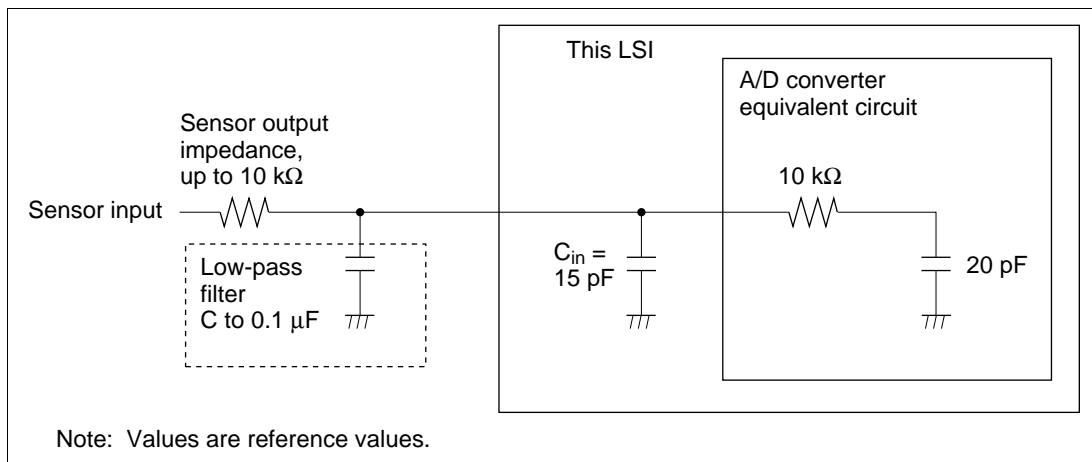 This LSI
A/D converter
equivalent circuit
Sensor output
impedance,
up to 10 kΩ
10 kΩ
Sensor input
Low-pass
filter
C to 0.1 μF
Cin =
15 pF
20 pF
Note: Values are reference values.